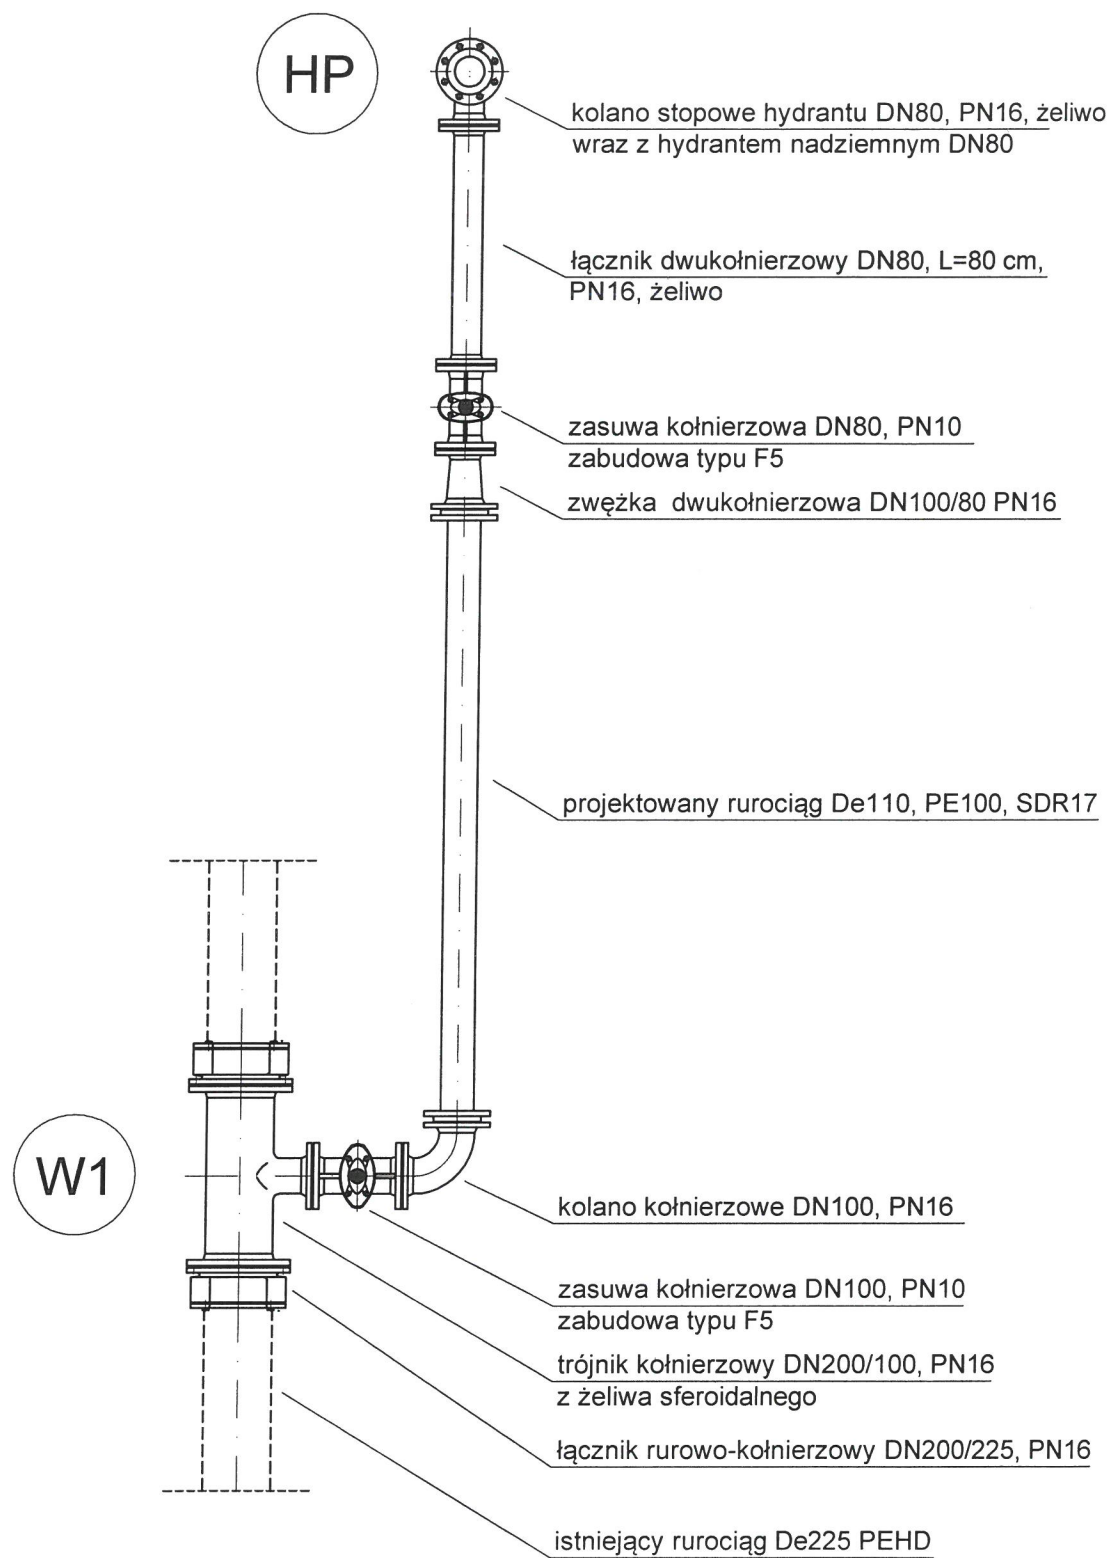 HP
kolano stopowe hydrantu DN80, PN16, żeliwo
wraz z hydrantem nadziemnym DN80
łącznik dwukołnierzowy DN80, L=80 cm,
PN16, żeliwo
zasuwa kołnierzowa DN80, PN10
zabudowa typu F5
zwężka dwukołnierzowa DN100/80 PN16
projektowany rurociąg De110, PE100, SDR17
W1
kolano kołnierzowe DN100, PN16
zasuwa kołnierzowa DN100, PN10
zabudowa typu F5
trójnik kołnierzowy DN200/100, PN16
z żeliwa sferoidalnego
łącznik rurowo-kołnierzowy DN200/225, PN16
istniejący rurociąg De225 PEHD